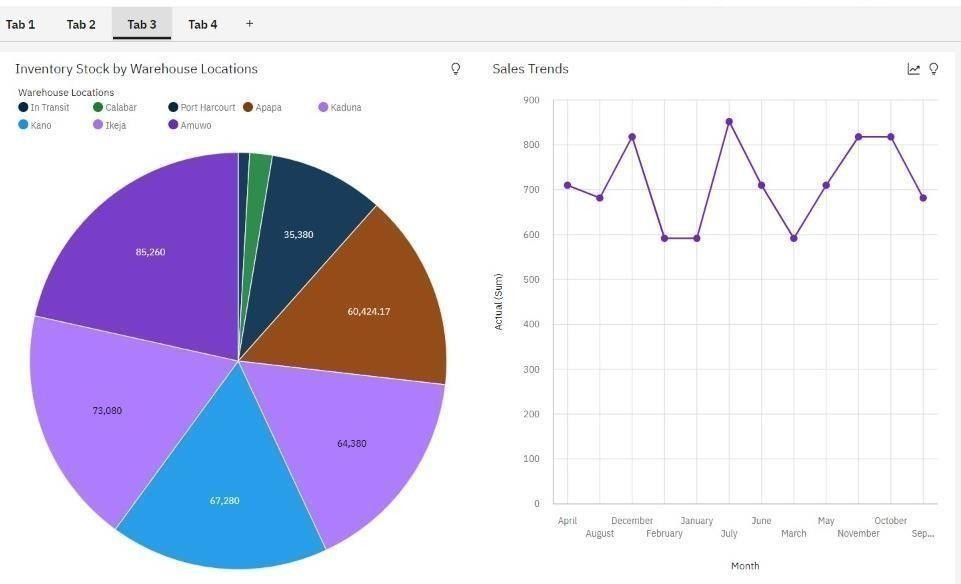 Tab 1 Tab 2 Tab 3 Tab 4 +
Inventory Stock by Warehouse Locations
Warehouse Locations
In Transit Calabar Port Harcourt Apapa Kaduna
Kano Ikeja Amuwo
35,380
85,260
60,424.17
73,080
64,380
67,280
Sales Trends
900
800
700
600
500
400
300
200
100
0
Actual (Sum)
April December January June May October
August February July March November Sep...
Month